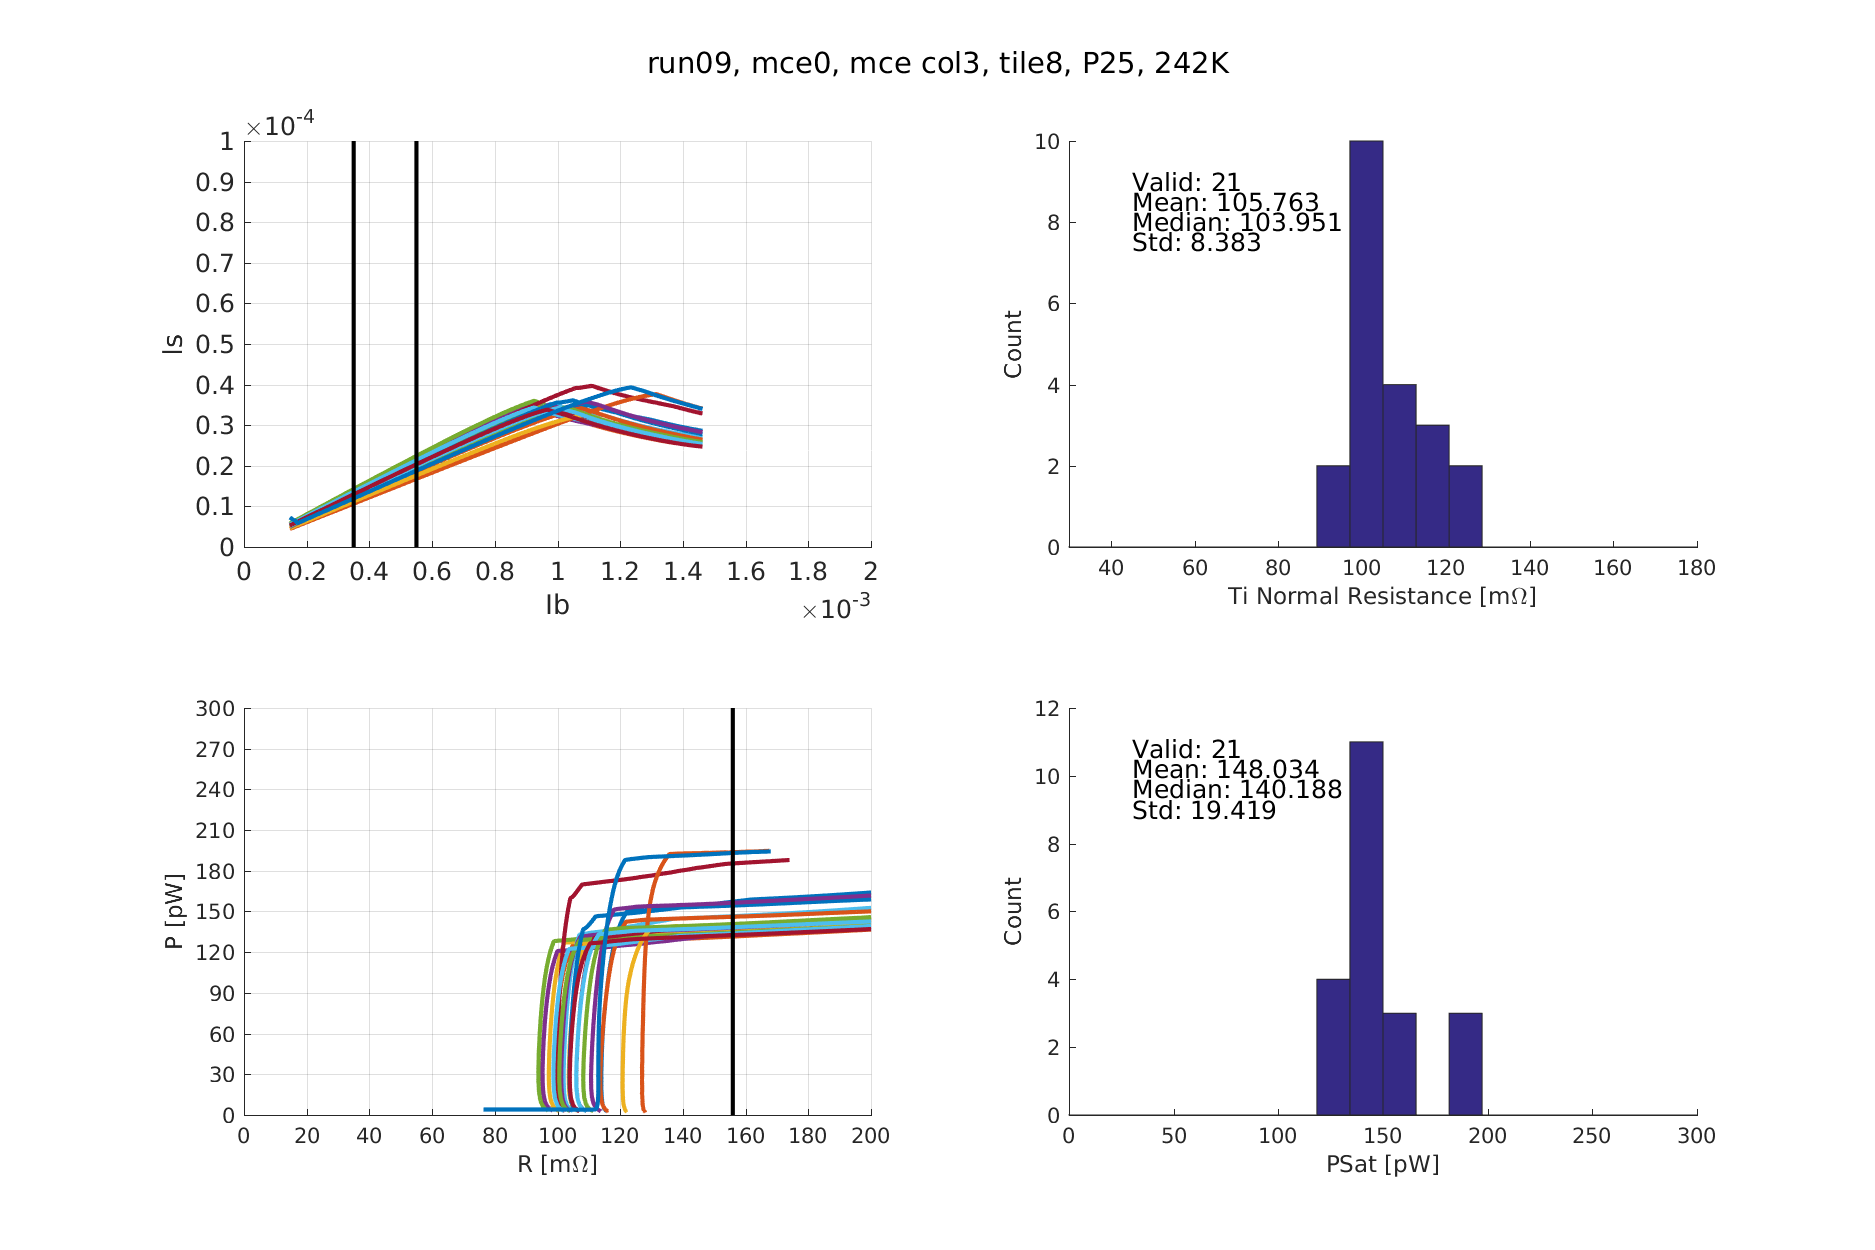 run09, mce0, mce col3, tile8, P25, 242K
×10-4
1
0.9
0.8
0.7
0.6
0.5
0.4
0.3
0.2
0.1
0
Is
0 0.2 0.4 0.6 0.8 1 1.2 1.4 1.6 1.8 2
Ib
×10-3
10
8
6
4
2
0
Count
Valid: 21
Mean: 105.763
Median: 103.951
Std: 8.383
40 60 80 100 120 140 160 180
Ti Normal Resistance [mΩ]
300
270
240
210
180
150
120
90
60
30
0
P [pW]
0 20 40 60 80 100 120 140 160 180 200
R [mΩ]
12
10
8
6
4
2
0
Count
Valid: 21
Mean: 148.034
Median: 140.188
Std: 19.419
0 50 100 150 200 250 300
PSat [pW]